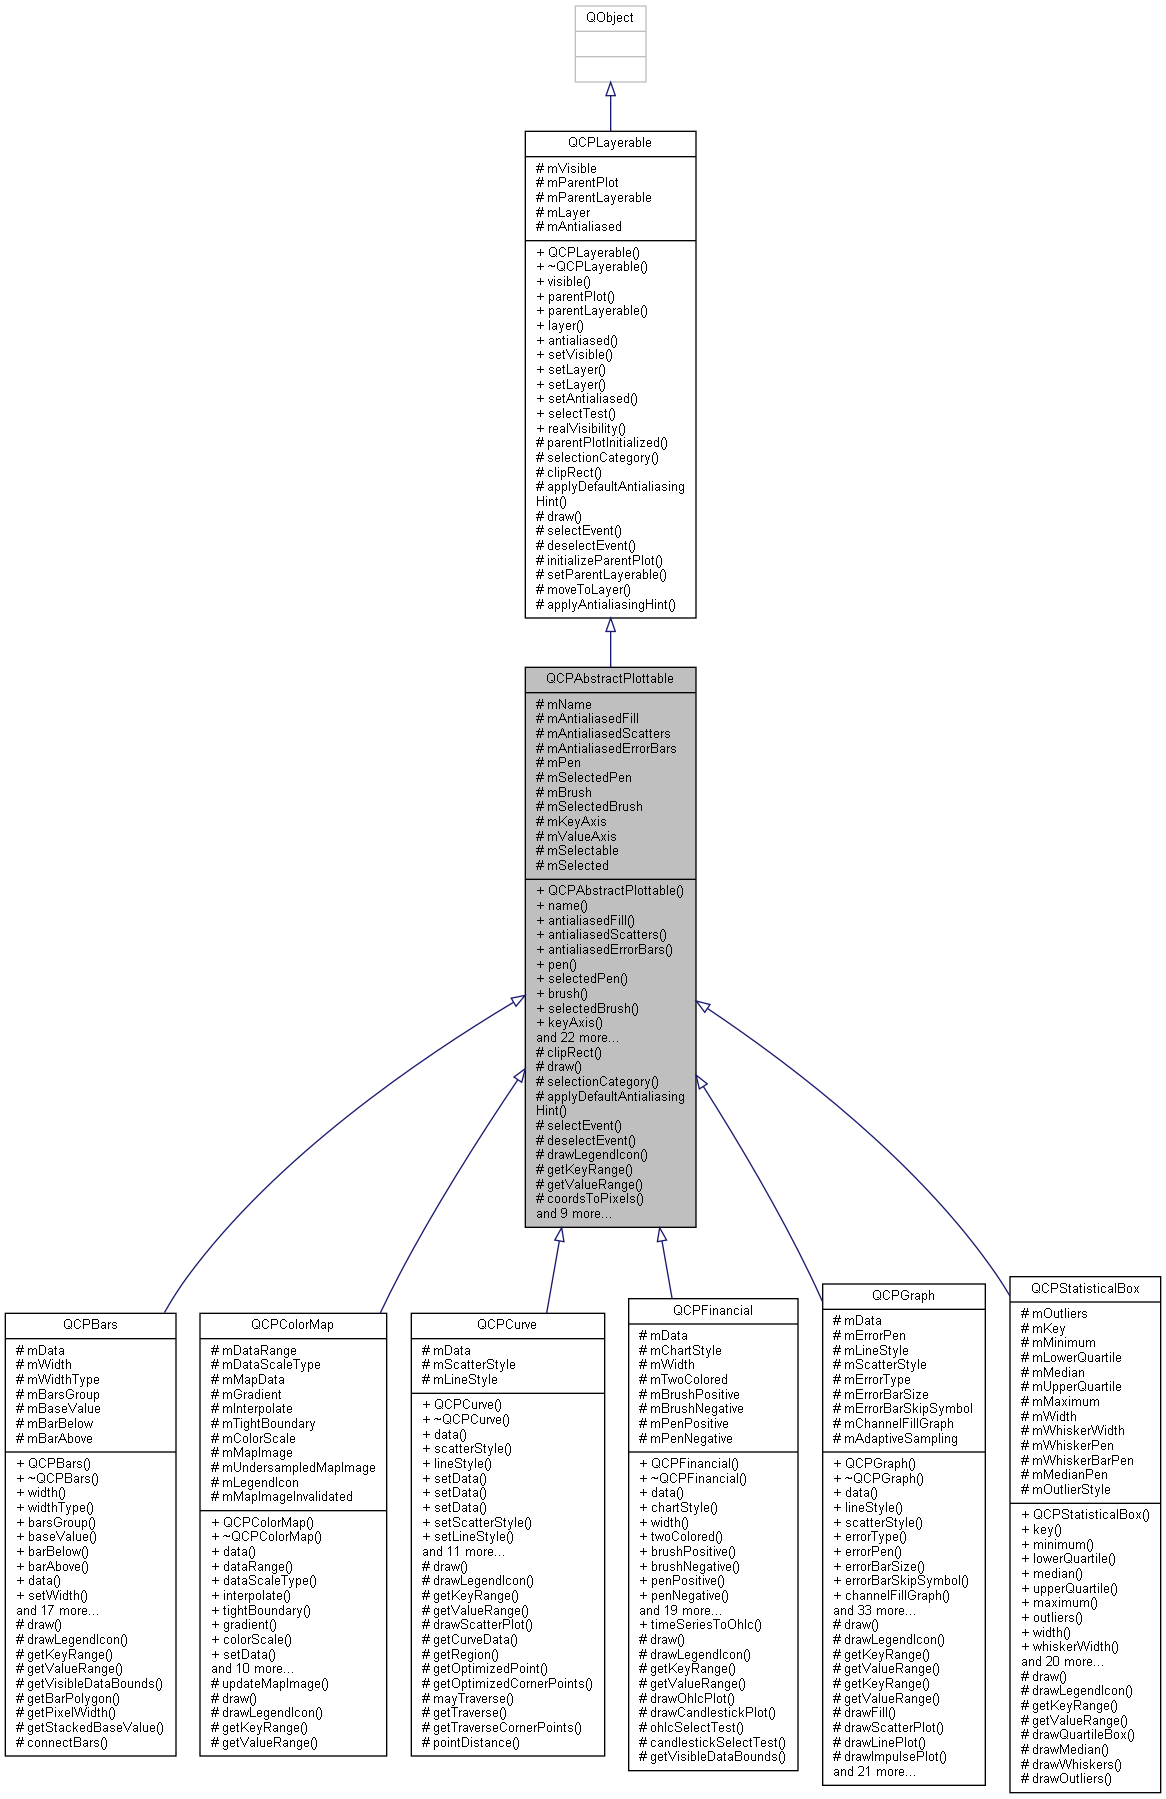 QObject
QCPLayerable
# mVisible
# mParentPlot
# mParentLayerable
# mLayer
# mAntialiased
+ QCPLayerable()
+ ~QCPLayerable()
+ visible()
+ parentPlot()
+ parentLayerable()
+ layer()
+ antialiased()
+ setVisible()
+ setLayer()
+ setLayer()
+ setAntialiased()
+ selectTest()
+ realVisibility()
# parentPlotInitialized()
# selectionCategory()
# clipRect()
# applyDefaultAntialiasing
Hint()
# draw()
# selectEvent()
# deselectEvent()
# initializeParentPlot()
# setParentLayerable()
# moveToLayer()
# applyAntialiasingHint()
QCPAbstractPlottable
# mName
# mAntialiasedFill
# mAntialiasedScatters
# mAntialiasedErrorBars
# mPen
# mSelectedPen
# mBrush
# mSelectedBrush
# mKeyAxis
# mValueAxis
# mSelectable
# mSelected
+ QCPAbstractPlottable()
+ name()
+ antialiasedFill()
+ antialiasedScatters()
+ antialiasedErrorBars()
+ pen()
+ selectedPen()
+ brush()
+ selectedBrush()
+ keyAxis()
and 22 more...
# clipRect()
# draw()
# selectionCategory()
# applyDefaultAntialiasing
Hint()
# selectEvent()
# deselectEvent()
# drawLegendIcon()
# getKeyRange()
# getValueRange()
# coordsToPixels()
and 9 more...
QCPBars
# mData
# mWidth
# mWidthType
# mBarsGroup
# mBaseValue
# mBarBelow
# mBarAbove
+ QCPBars()
+ ~QCPBars()
+ width()
+ widthType()
+ barsGroup()
+ baseValue()
+ barBelow()
+ barAbove()
+ data()
+ setWidth()
and 17 more...
# draw()
# drawLegendIcon()
# getKeyRange()
# getValueRange()
# getVisibleDataBounds()
# getBarPolygon()
# getPixelWidth()
# getStackedBaseValue()
# connectBars()
QCPColorMap
# mDataRange
# mDataScaleType
# mMapData
# mGradient
# mInterpolate
# mTightBoundary
# mColorScale
# mMapImage
# mUndersampledMapImage
# mLegendIcon
# mMapImageInvalidated
+ QCPColorMap()
+ ~QCPColorMap()
+ data()
+ dataRange()
+ dataScaleType()
+ interpolate()
+ tightBoundary()
+ gradient()
+ colorScale()
+ setData()
and 10 more...
# updateMapImage()
# draw()
# drawLegendIcon()
# getKeyRange()
# getValueRange()
QCPCurve
# mData
# mScatterStyle
# mLineStyle
+ QCPCurve()
+ ~QCPCurve()
+ data()
+ scatterStyle()
+ lineStyle()
+ setData()
+ setData()
+ setData()
+ setScatterStyle()
+ setLineStyle()
and 11 more...
# draw()
# drawLegendIcon()
# getKeyRange()
# getValueRange()
# drawScatterPlot()
# getCurveData()
# getRegion()
# getOptimizedPoint()
# getOptimizedCornerPoints()
# mayTraverse()
# getTraverse()
# getTraverseCornerPoints()
# pointDistance()
QCPFinancial
# mData
# mChartStyle
# mWidth
# mTwoColored
# mBrushPositive
# mBrushNegative
# mPenPositive
# mPenNegative
+ QCPFinancial()
+ ~QCPFinancial()
+ data()
+ chartStyle()
+ width()
+ twoColored()
+ brushPositive()
+ brushNegative()
+ penPositive()
+ penNegative()
and 19 more...
+ timeSeriesToOhlc()
# draw()
# drawLegendIcon()
# getKeyRange()
# getValueRange()
# drawOhlcPlot()
# drawCandlestickPlot()
# ohlcSelectTest()
# candlestickSelectTest()
# getVisibleDataBounds()
QCPGraph
# mData
# mErrorPen
# mLineStyle
# mScatterStyle
# mErrorType
# mErrorBarSize
# mErrorBarSkipSymbol
# mChannelFillGraph
# mAdaptiveSampling
+ QCPGraph()
+ ~QCPGraph()
+ data()
+ lineStyle()
+ scatterStyle()
+ errorType()
+ errorPen()
+ errorBarSize()
+ errorBarSkipSymbol()
+ channelFillGraph()
and 33 more...
# draw()
# drawLegendIcon()
# getKeyRange()
# getValueRange()
# getKeyRange()
# getValueRange()
# drawFill()
# drawScatterPlot()
# drawLinePlot()
# drawImpulsePlot()
and 21 more...
QCPStatisticalBox
# mOutliers
# mKey
# mMinimum
# mLowerQuartile
# mMedian
# mUpperQuartile
# mMaximum
# mWidth
# mWhiskerWidth
# mWhiskerPen
# mWhiskerBarPen
# mMedianPen
# mOutlierStyle
+ QCPStatisticalBox()
+ key()
+ minimum()
+ lowerQuartile()
+ median()
+ upperQuartile()
+ maximum()
+ outliers()
+ width()
+ whiskerWidth()
and 20 more...
# draw()
# drawLegendIcon()
# getKeyRange()
# getValueRange()
# drawQuartileBox()
# drawMedian()
# drawWhiskers()
# drawOutliers()